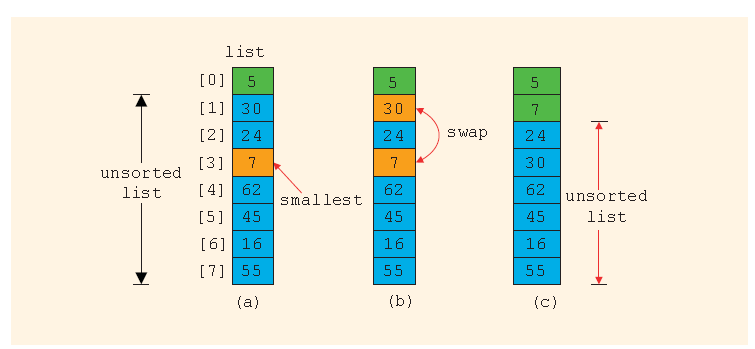 list
[0] 5 5 5
[1] 30 30 7
[2] 24 24 24
swap
[3] 7 7 30
unsorted
list
smallest
[4] 62 62 62
unsorted
list
[5] 45 45 45
[6] 16 16 16
[7] 55 55 55
(a) (b) (c)